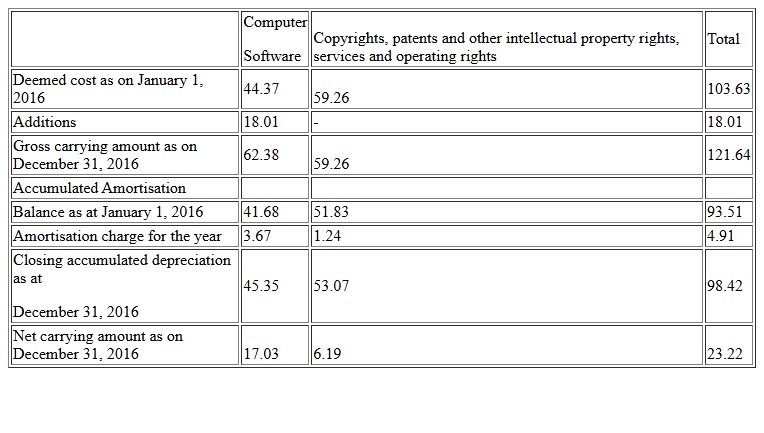 Computer
Software
Copyrights, patents and other intellectual property rights,
services and operating rights
Total
Deemed cost as on January 1,
2016
44.37
59.26
103.63
Additions
18.01
-
18.01
Gross carrying amount as on
December 31, 2016
62.38
59.26
121.64
Accumulated Amortisation
Balance as at January 1, 2016
41.68
51.83
93.51
Amortisation charge for the year
3.67
1.24
4.91
Closing accumulated depreciation
as at
December 31, 2016
45.35
53.07
98.42
Net carrying amount as on
December 31, 2016
17.03
6.19
23.22